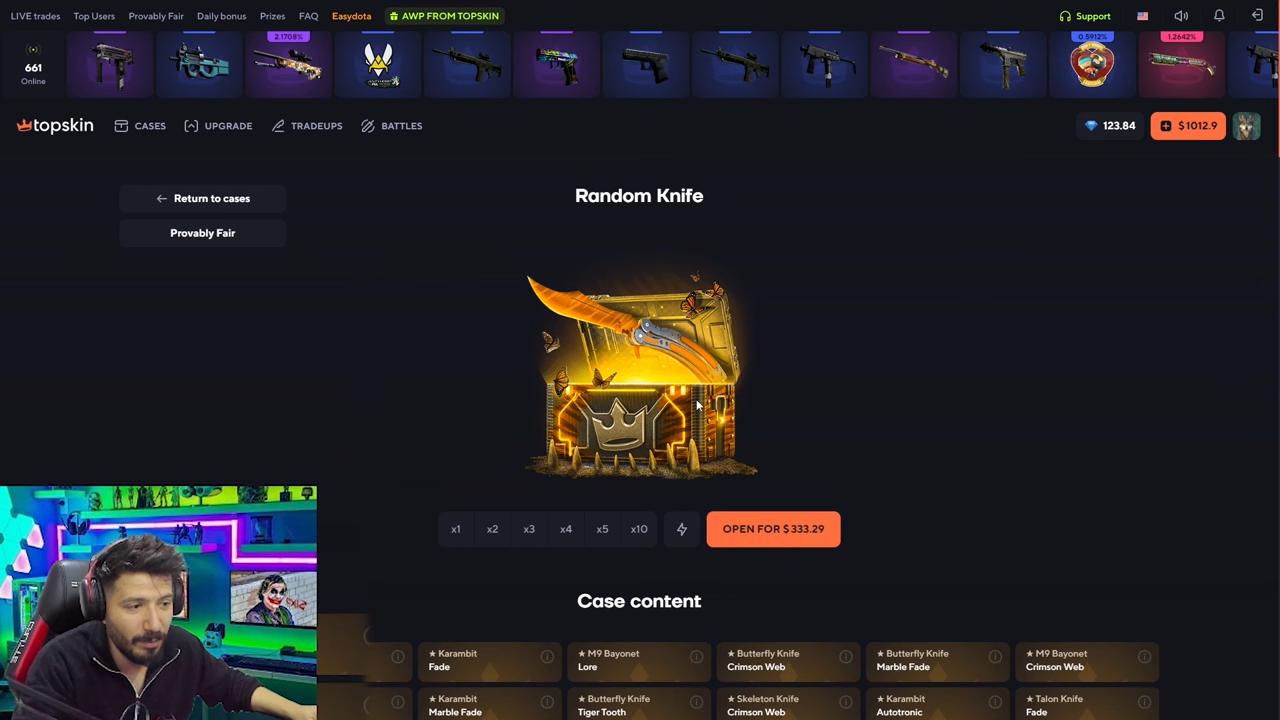 LIVE trades Top Users Provably Fair Daily bonus Prizes FAQ Easydota AWP FROM TOPSKIN Support
661
Online
2.1708% 0.5912% 1.2642%
topskin CASES UPGRADE TRADEUPS BATTLES 123.84 $1012.9
← Return to cases
Provably Fair
Random Knife
x1 x2 x3 x4 x5 x10 OPEN FOR $333.29
Case content
★ Karambit ★ M9 Bayonet ★ Butterfly Knife ★ Butterfly Knife ★ M9 Bayonet
Fade Lore Crimson Web Marble Fade Crimson Web
★ Karambit ★ Butterfly Knife ★ Skeleton Knife ★ Karambit ★ Talon Knife
Marble Fade Tiger Tooth Crimson Web Autotronic Fade